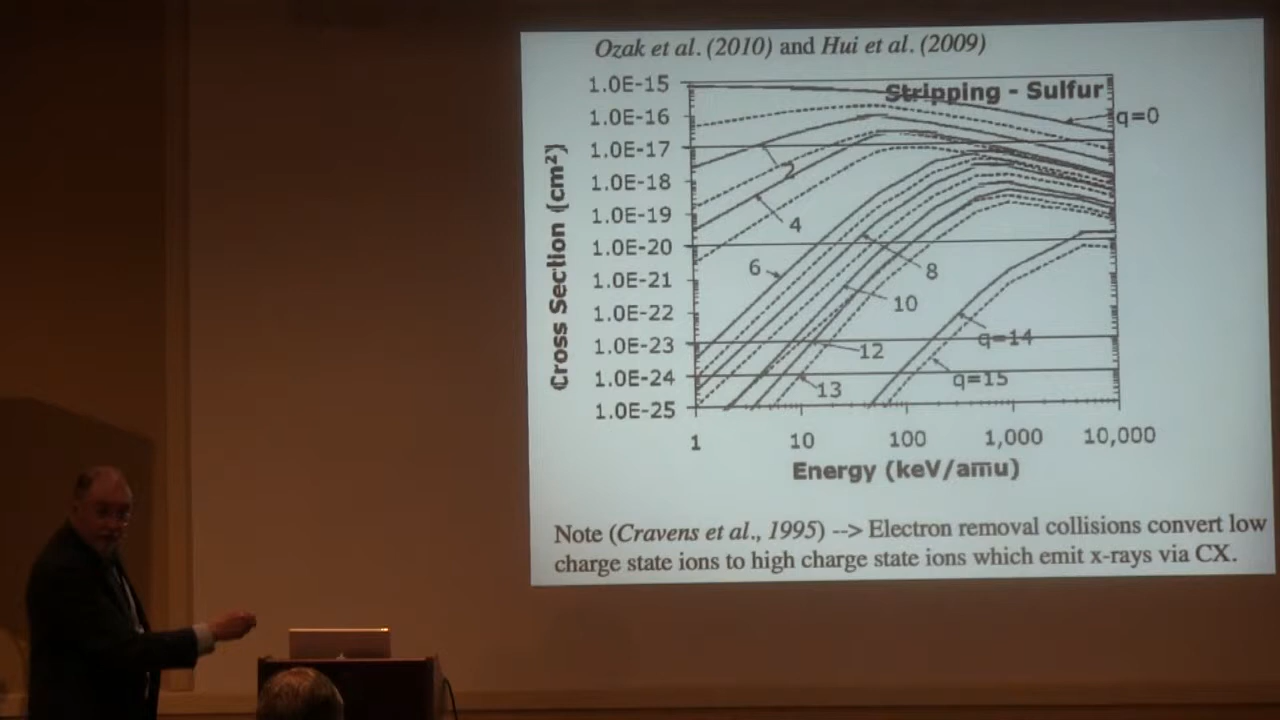 Ozak et al. (2010) and Hui et al. (2009)
Stripping - Sulfur
Cross Section (cm²)
1.0E-15
1.0E-16
1.0E-17
1.0E-18
1.0E-19
1.0E-20
1.0E-21
1.0E-22
1.0E-23
1.0E-24
1.0E-25
q=0
2
4
6
8
10
12
13
q=14
q=15
1 10 100 1,000 10,000
Energy (keV/amu)
Note (Cravens et al., 1995) --> Electron removal collisions convert low
charge state ions to high charge state ions which emit x-rays via CX.